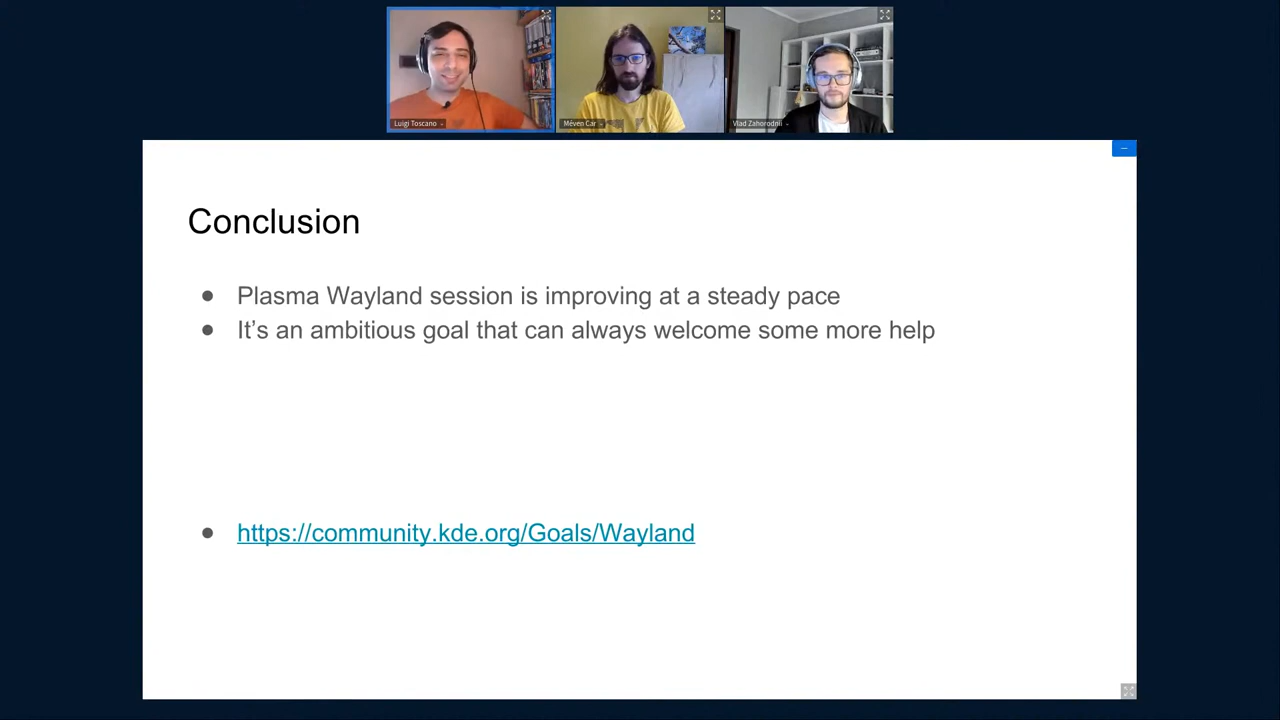 Luigi Toscano
Méven Car
Vlad Zahorodnii
Conclusion
● Plasma Wayland session is improving at a steady pace
● It’s an ambitious goal that can always welcome some more help
● https://community.kde.org/Goals/Wayland